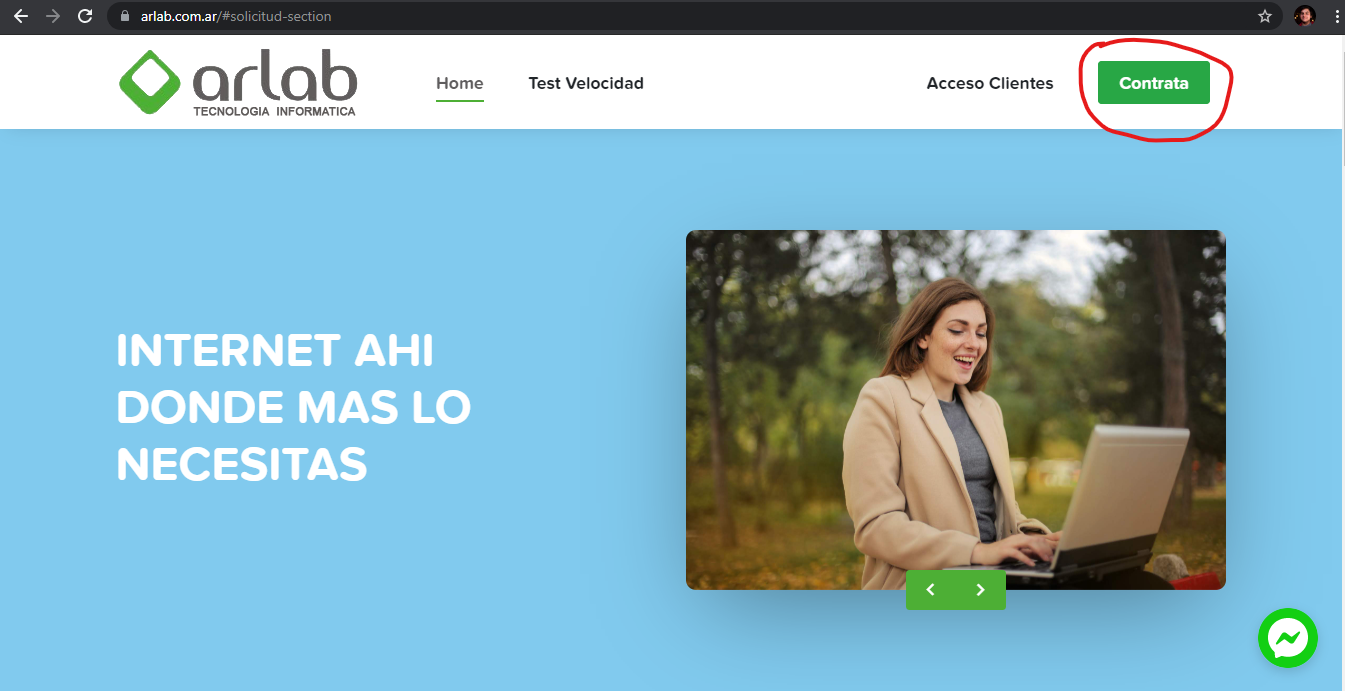 arlab.com.ar/#solicitud-section
arlab
TECNOLOGIA INFORMATICA
Home
Test Velocidad
Acceso Clientes
Contrata
INTERNET AHI
DONDE MAS LO
NECESITAS